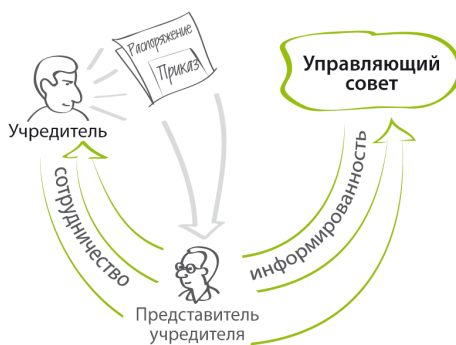 Распоряжение
Приказ
Управляющий
совет
Учредитель
сотрудничество
информированность
Представитель
учредителя